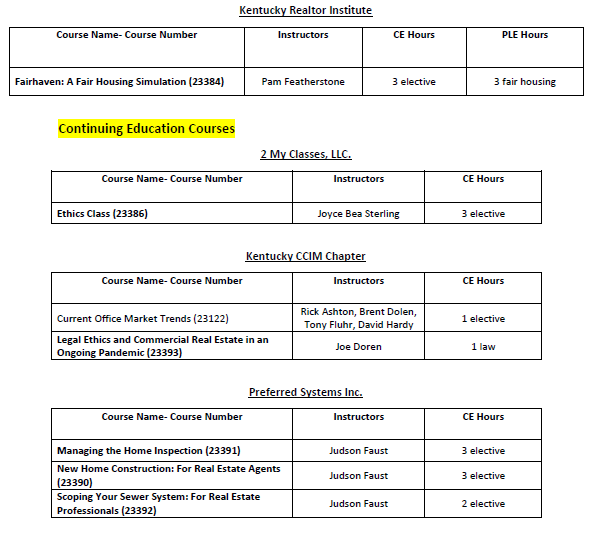 Kentucky Realtor Institute
Course Name- Course Number Instructors CE Hours PLE Hours
Fairhaven: A Fair Housing Simulation (23384) Pam Featherstone 3 elective 3 fair housing
Continuing Education Courses
2 My Classes, LLC.
Course Name- Course Number Instructors CE Hours
Ethics Class (23386) Joyce Bea Sterling 3 elective
Kentucky CCIM Chapter
Course Name- Course Number Instructors CE Hours
Current Office Market Trends (23122) Rick Ashton, Brent Dolen,
Tony Fluhr, David Hardy 1 elective
Legal Ethics and Commercial Real Estate in an
Ongoing Pandemic (23393) Joe Doren 1 law
Preferred Systems Inc.
Course Name- Course Number Instructors CE Hours
Managing the Home Inspection (23391) Judson Faust 3 elective
New Home Construction: For Real Estate Agents
(23390) Judson Faust 3 elective
Scoping Your Sewer System: For Real Estate
Professionals (23392) Judson Faust 2 elective